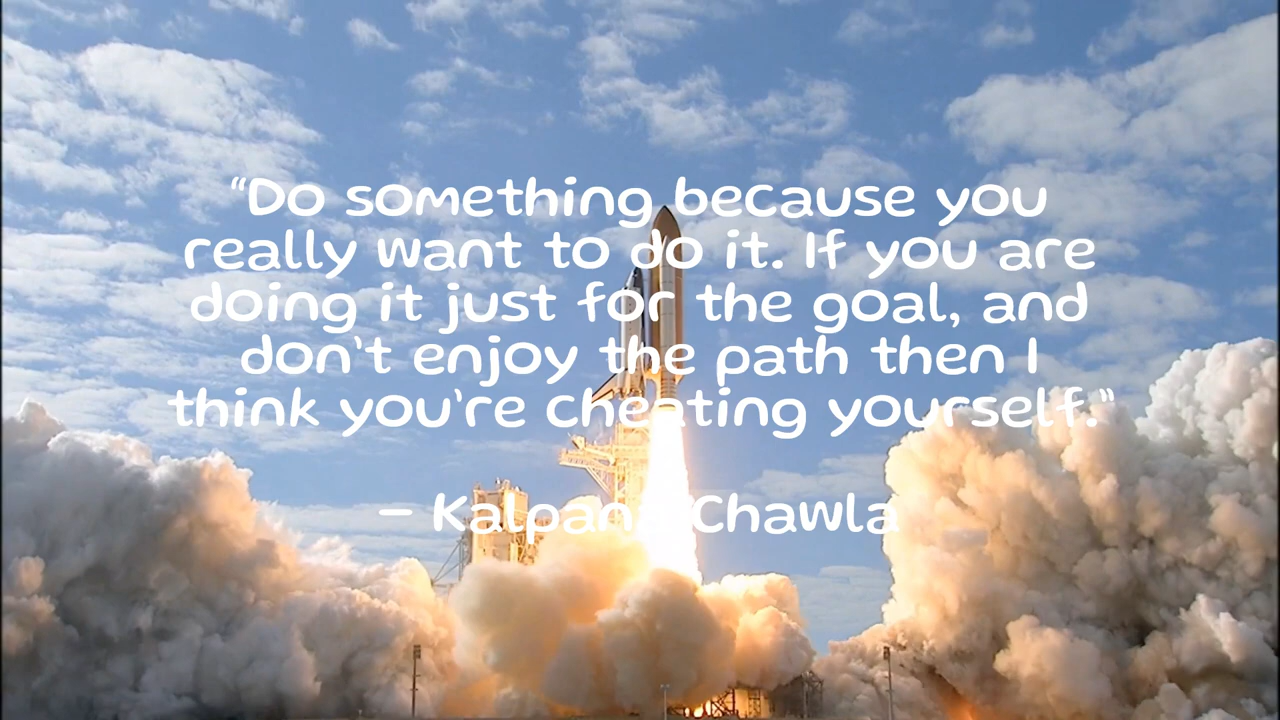 “Do something because you
really want to do it. If you are
doing it just for the goal, and
don't enjoy the path then I
think you're cheating yourself.”
– Kalpana Chawla